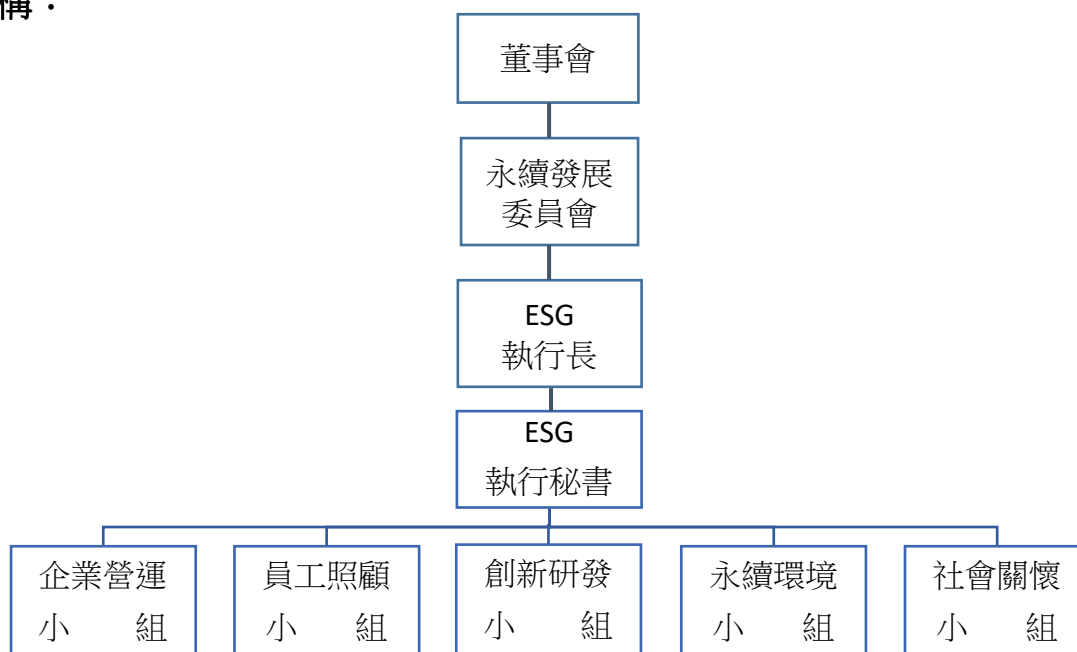 構：
董事會
永續發展
委員會
ESG
執行長
ESG
執行秘書
企業營運
小 組
員工照顧
小 組
創新研發
小 組
永續環境
小 組
社會關懷
小 組